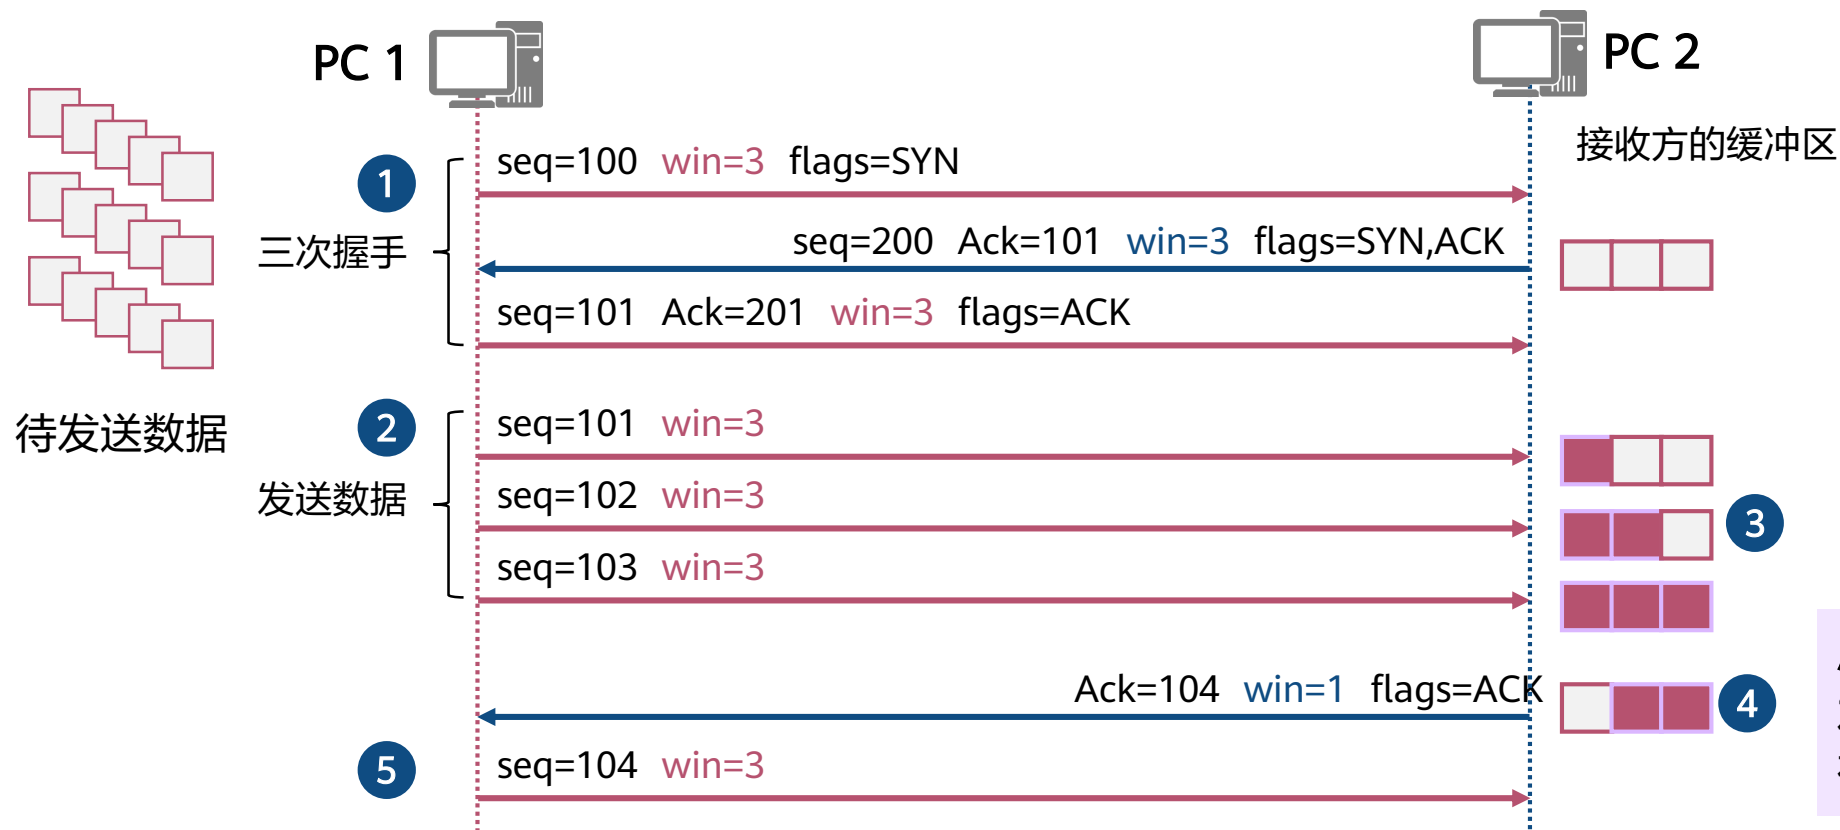 PC 1
PC 2
接收方的缓冲区
1
seq=100 win=3 flags=SYN
三次握手
seq=200 Ack=101 win=3 flags=SYN,ACK
seq=101 Ack=201 win=3 flags=ACK
待发送数据
2
seq=101 win=3
发送数据
seq=102 win=3
3
seq=103 win=3
Ack=104 win=1 flags=ACK
4
5
seq=104 win=3